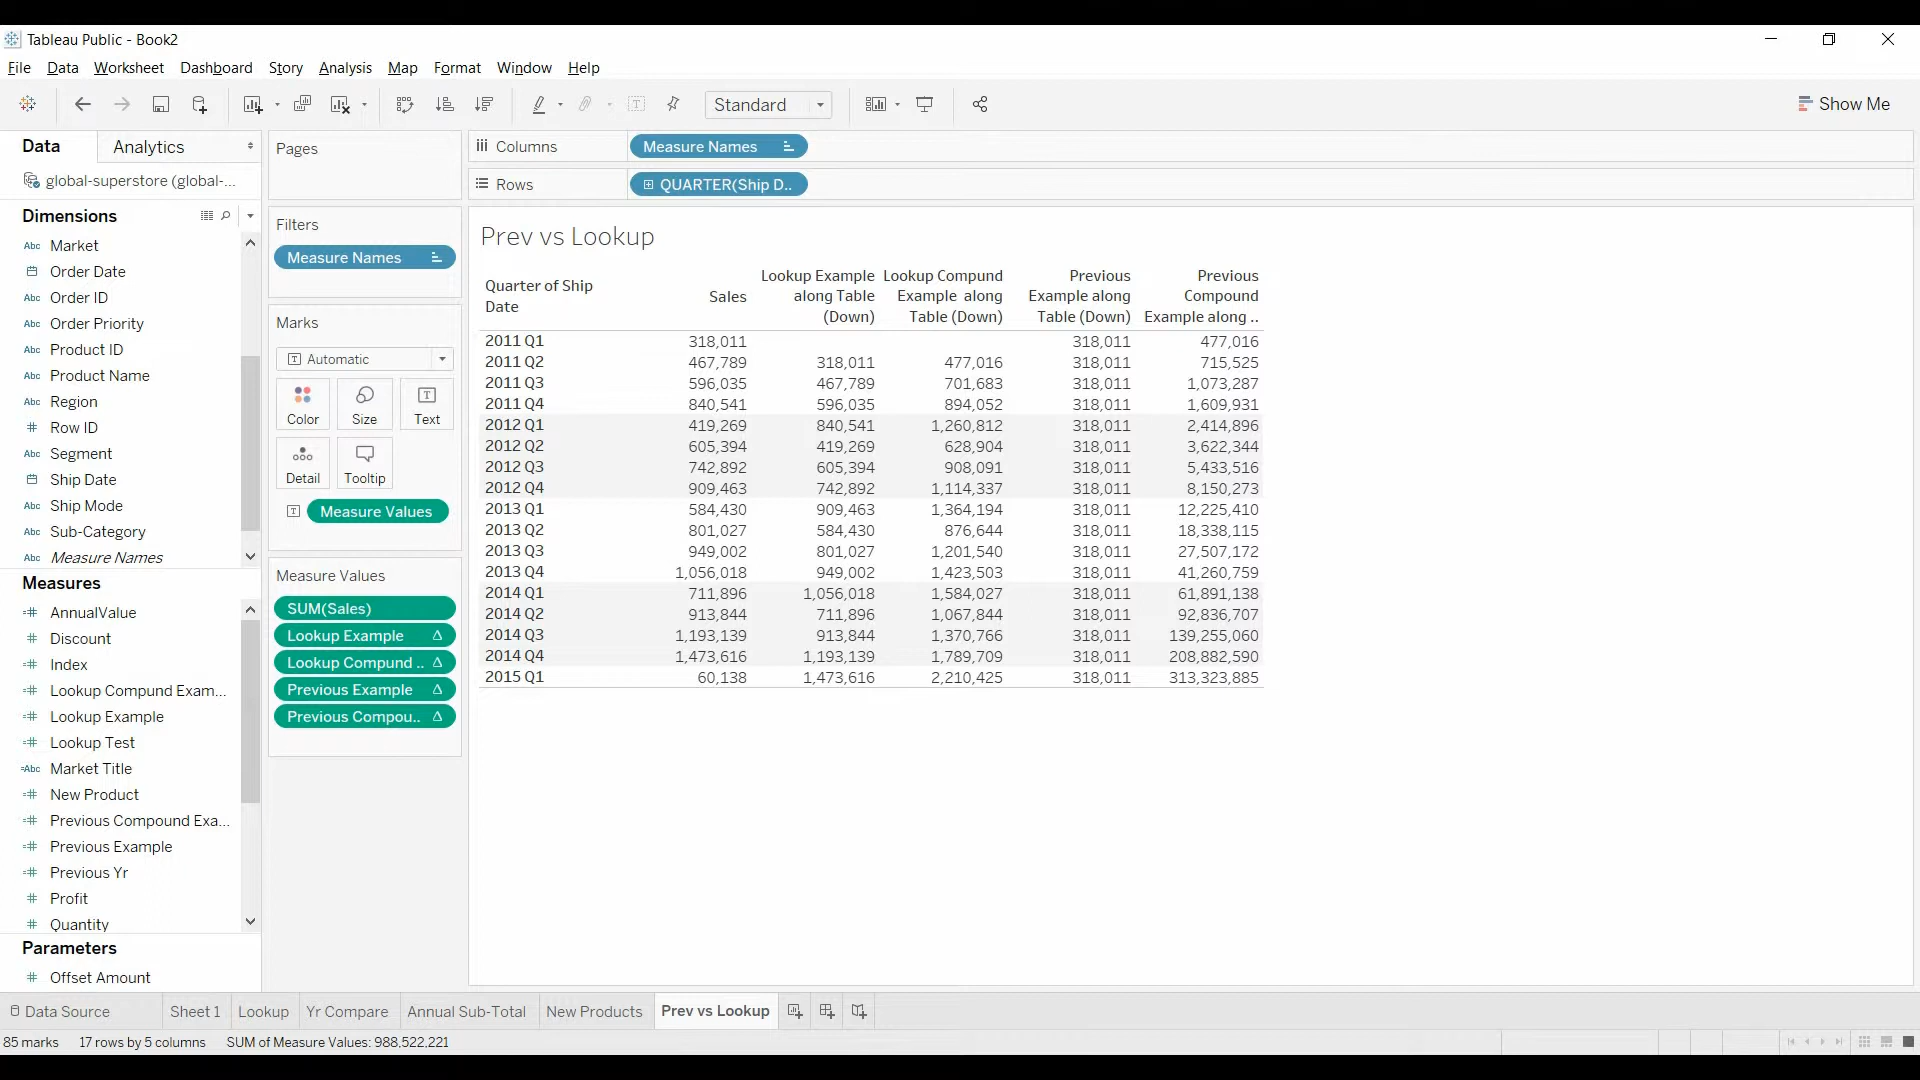 Tableau Public - Book2
File Data Worksheet Dashboard Story Analysis Map Format Window Help
Standard
Show Me
Data Analytics
global-superstore (global-...
Dimensions
Abc Market
Order Date
Abc Order ID
Abc Order Priority
Abc Product ID
Abc Product Name
Abc Region
# Row ID
Abc Segment
Ship Date
Abc Ship Mode
Abc Sub-Category
Abc Measure Names
Measures
=# AnnualValue
# Discount
=# Index
=# Lookup Compund Exam...
=# Lookup Example
=# Lookup Test
=Abc Market Title
=# New Product
=# Previous Compound Exa...
=# Previous Example
=# Previous Yr
# Profit
# Quantity
Parameters
# Offset Amount
Pages
Filters
Measure Names
Marks
Automatic
Color Size Text
Detail Tooltip
Measure Values
Measure Values
SUM(Sales)
Lookup Example Δ
Lookup Compund .. Δ
Previous Example Δ
Previous Compou.. Δ
Columns Measure Names
Rows QUARTER(Ship D..
Prev vs Lookup
Quarter of Ship
Date
Sales
Lookup Example
along Table
(Down)
Lookup Compund
Example along
Table (Down)
Previous
Example along
Table (Down)
Previous
Compound
Example along ..
2011 Q1 318,011 318,011 477,016
2011 Q2 467,789 318,011 477,016 318,011 715,525
2011 Q3 596,035 467,789 701,683 318,011 1,073,287
2011 Q4 840,541 596,035 894,052 318,011 1,609,931
2012 Q1 419,269 840,541 1,260,812 318,011 2,414,896
2012 Q2 605,394 419,269 628,904 318,011 3,622,344
2012 Q3 742,892 605,394 908,091 318,011 5,433,516
2012 Q4 909,463 742,892 1,114,337 318,011 8,150,273
2013 Q1 584,430 909,463 1,364,194 318,011 12,225,410
2013 Q2 801,027 584,430 876,644 318,011 18,338,115
2013 Q3 949,002 801,027 1,201,540 318,011 27,507,172
2013 Q4 1,056,018 949,002 1,423,503 318,011 41,260,759
2014 Q1 711,896 1,056,018 1,584,027 318,011 61,891,138
2014 Q2 913,844 711,896 1,067,844 318,011 92,836,707
2014 Q3 1,193,139 913,844 1,370,766 318,011 139,255,060
2014 Q4 1,473,616 1,193,139 1,789,709 318,011 208,882,590
2015 Q1 60,138 1,473,616 2,210,425 318,011 313,323,885
Data Source Sheet 1 Lookup Yr Compare Annual Sub-Total New Products Prev vs Lookup
85 marks 17 rows by 5 columns SUM of Measure Values: 988,522,221